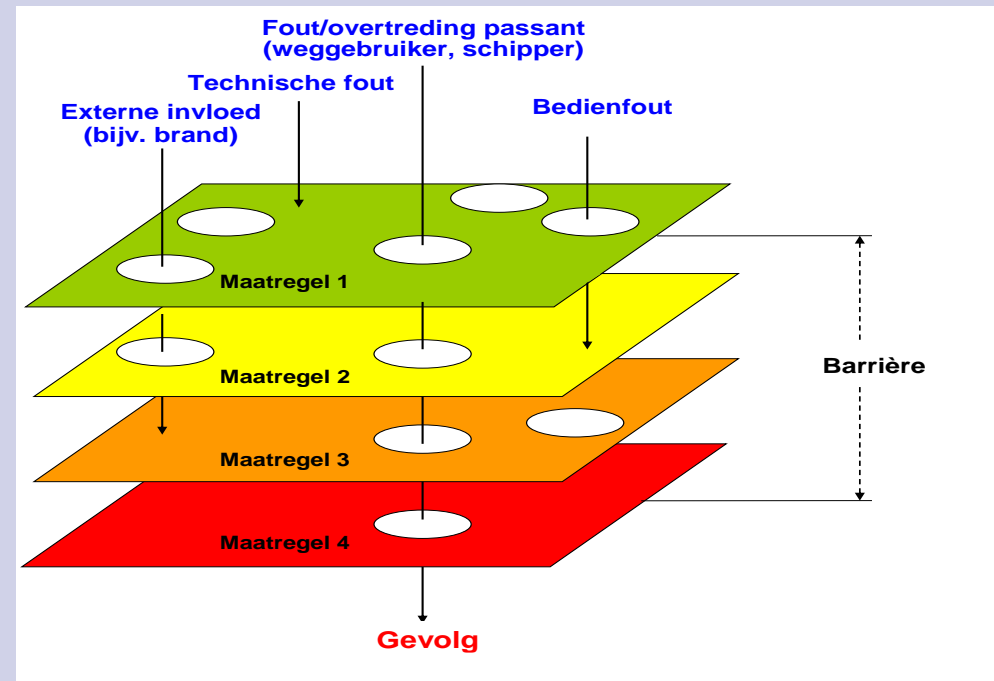 Fout/overtreding passant
(weggebruiker, schipper)
Technische fout
Externe invloed
(bijv. brand)
Bedienfout
Maatregel 1
Maatregel 2
Barrière
Maatregel 3
Maatregel 4
Gevolg